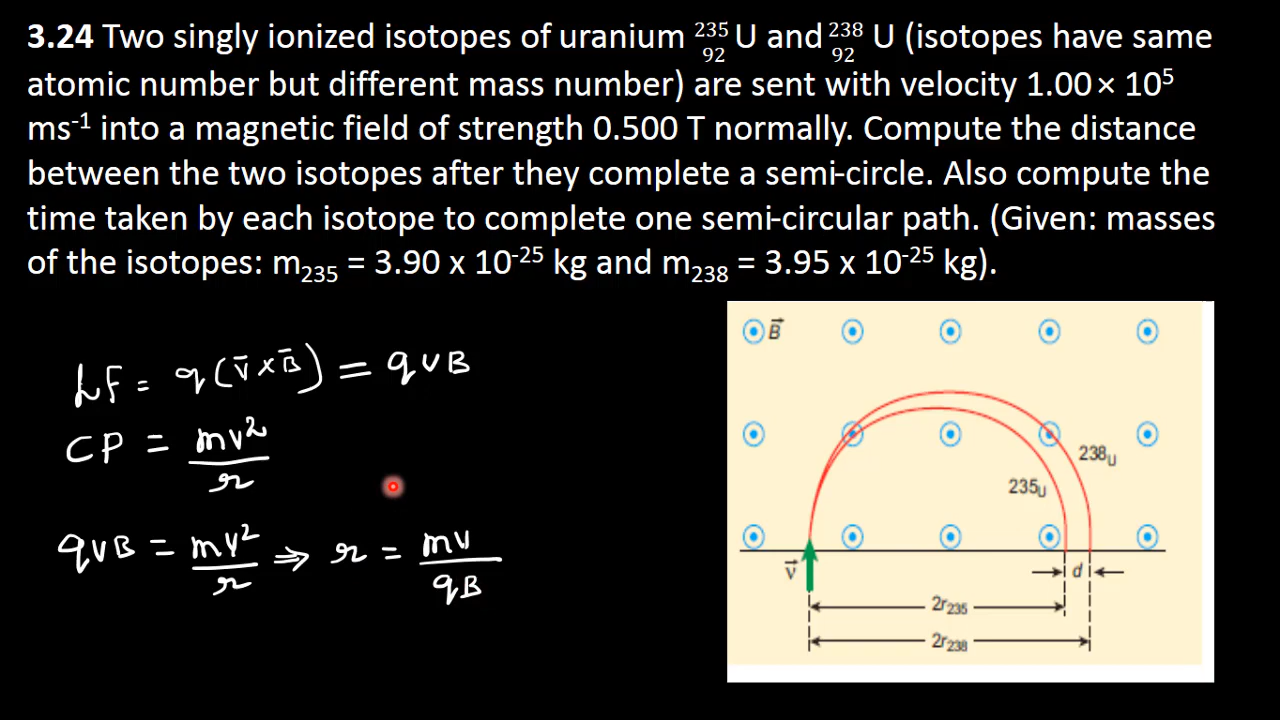 3.24 Two singly ionized isotopes of uranium ²³⁵₉₂ U and ²³⁸₉₂ U (isotopes have same
atomic number but different mass number) are sent with velocity 1.00 × 10⁵
ms⁻¹ into a magnetic field of strength 0.500 T normally. Compute the distance
between the two isotopes after they complete a semi-circle. Also compute the
time taken by each isotope to complete one semi-circular path. (Given: masses
of the isotopes: m₂₃₅ = 3.90 x 10⁻²⁵ kg and m₂₃₈ = 3.95 x 10⁻²⁵ kg).
LF = q(v̄ × B̄) = qvB
CP = mv²/r
qvB = mv²/r ⇒ r = mv/qB
B⃗
238U
235U
v⃗
d
2r₂₃₅
2r₂₃₈